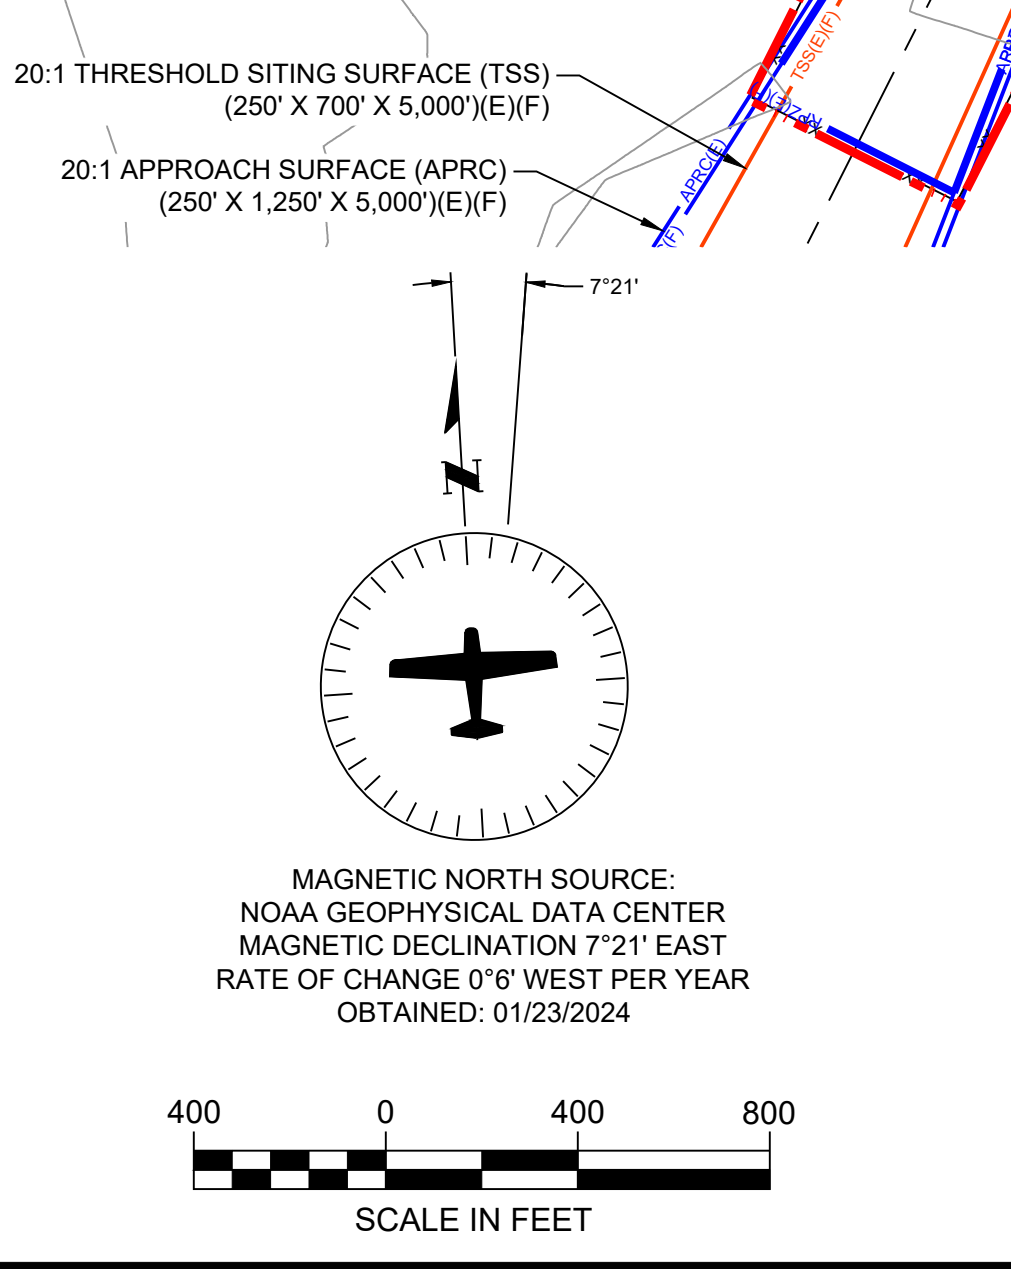 20:1 THRESHOLD SITING SURFACE (TSS)
(250' X 700' X 5,000')(E)(F)
20:1 APPROACH SURFACE (APRC)
(250' X 1,250' X 5,000')(E)(F)
TSS(E)(F)
RPZ(E)(F)
APRC(E)
(F)
7°21'
N
MAGNETIC NORTH SOURCE:
NOAA GEOPHYSICAL DATA CENTER
MAGNETIC DECLINATION 7°21' EAST
RATE OF CHANGE 0°6' WEST PER YEAR
OBTAINED: 01/23/2024
400 0 400 800
SCALE IN FEET